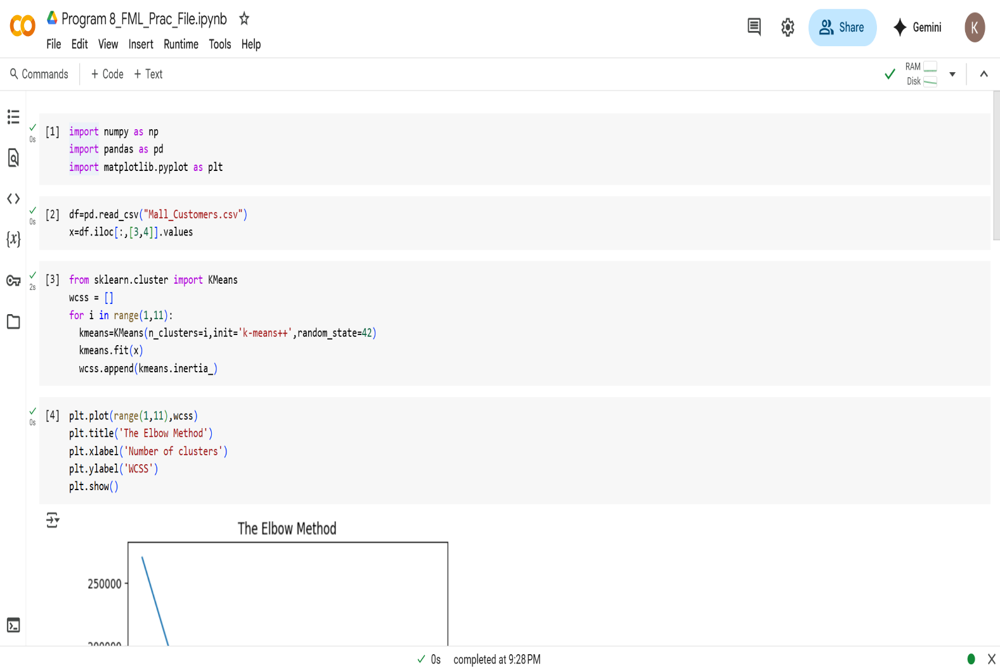 Program 8_FML_Prac_File.ipynb
File Edit View Insert Runtime Tools Help
Share
Gemini
K
Commands + Code + Text
RAM
Disk
0s
[1] import numpy as np
import pandas as pd
import matplotlib.pyplot as plt
0s
[2] df=pd.read_csv("Mall_Customers.csv")
x=df.iloc[:,[3,4]].values
2s
[3] from sklearn.cluster import KMeans
wcss = []
for i in range(1,11):
  kmeans=KMeans(n_clusters=i,init='k-means++',random_state=42)
  kmeans.fit(x)
  wcss.append(kmeans.inertia_)
0s
[4] plt.plot(range(1,11),wcss)
plt.title('The Elbow Method')
plt.xlabel('Number of clusters')
plt.ylabel('WCSS')
plt.show()
The Elbow Method
250000
200000
0s completed at 9:28 PM